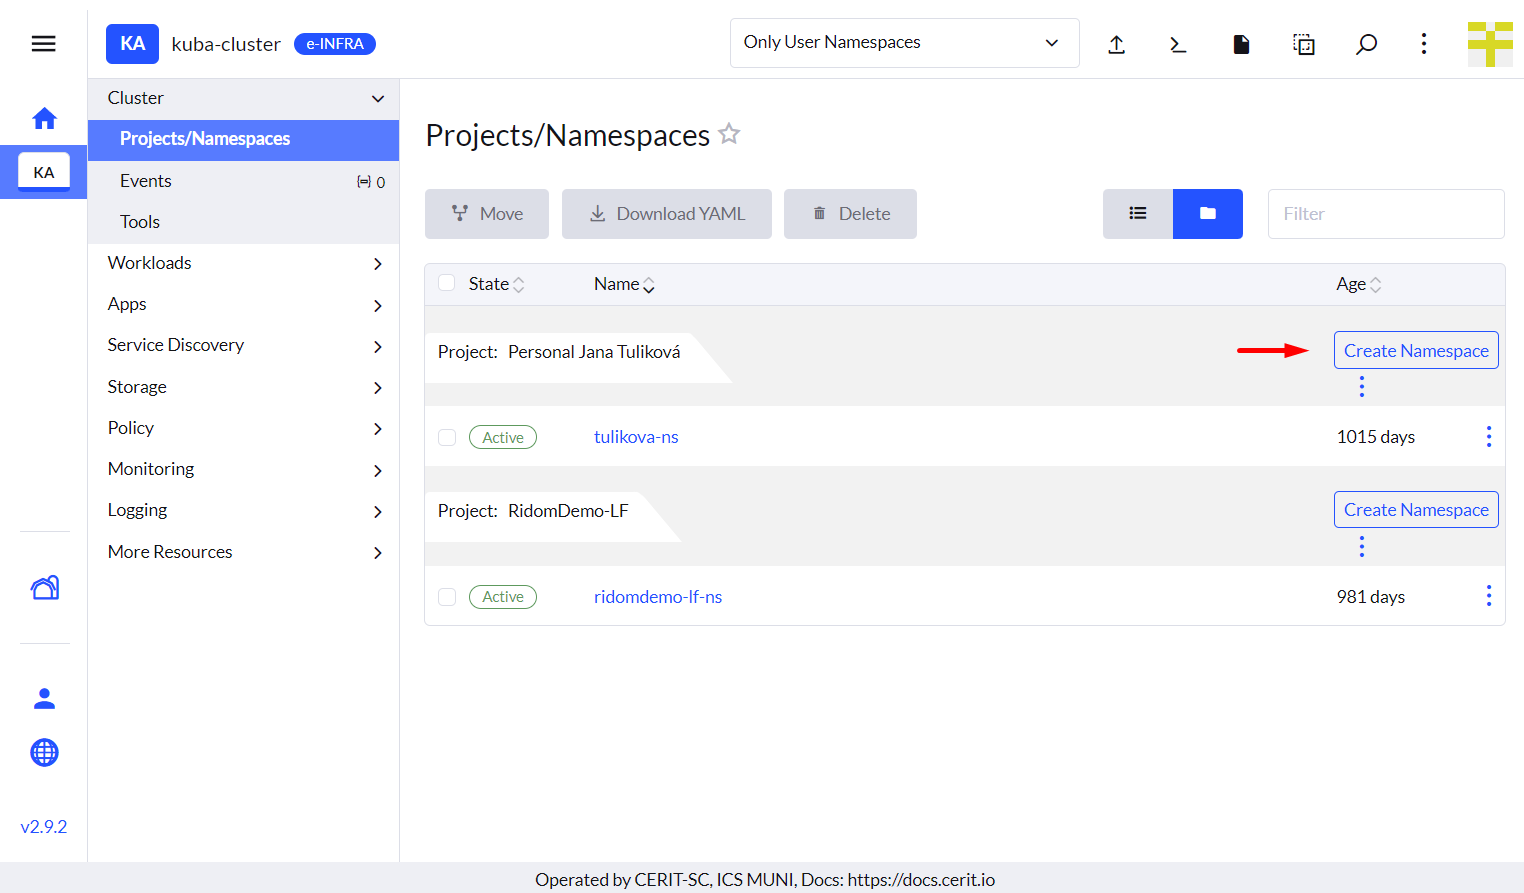 KA kuba-cluster e-INFRA
Only User Namespaces
KA
v2.9.2
Cluster
Projects/Namespaces
Events 0
Tools
Workloads
Apps
Service Discovery
Storage
Policy
Monitoring
Logging
More Resources
Projects/Namespaces
Move Download YAML Delete
Filter
State Name Age
Project: Personal Jana Tuliková Create Namespace
Active tulikova-ns 1015 days
Project: RidomDemo-LF Create Namespace
Active ridomdemo-lf-ns 981 days
Operated by CERIT-SC, ICS MUNI, Docs: https://docs.cerit.io